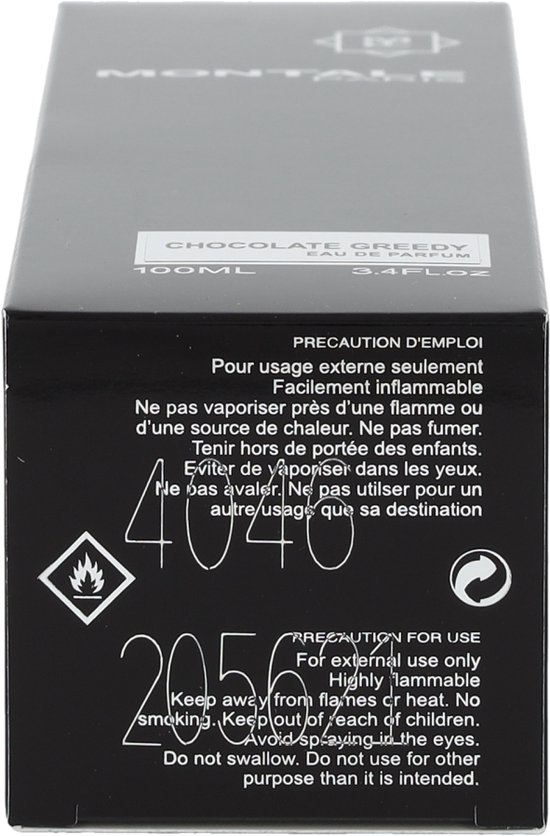 MONTALE
PARIS
CHOCOLATE GREEDY
EAU DE PARFUM
100ML 3.4FL.oz
PRECAUTION D'EMPLOI
Pour usage externe seulement
Facilement inflammable
Ne pas vaporiser près d'une flamme ou
d'une source de chaleur. Ne pas fumer.
Tenir hors de portée des enfants.
Eviter de vaporiser dans les yeux.
Ne pas avaler. Ne pas utiliser pour un
autre usage que sa destination
4046
PRECAUTION FOR USE
For external use only
Highly flammable
Keep away from flames or heat. No
smoking. Keep out of reach of children.
Avoid spraying in the eyes.
Do not swallow. Do not use for other
purpose than it is intended.
205621